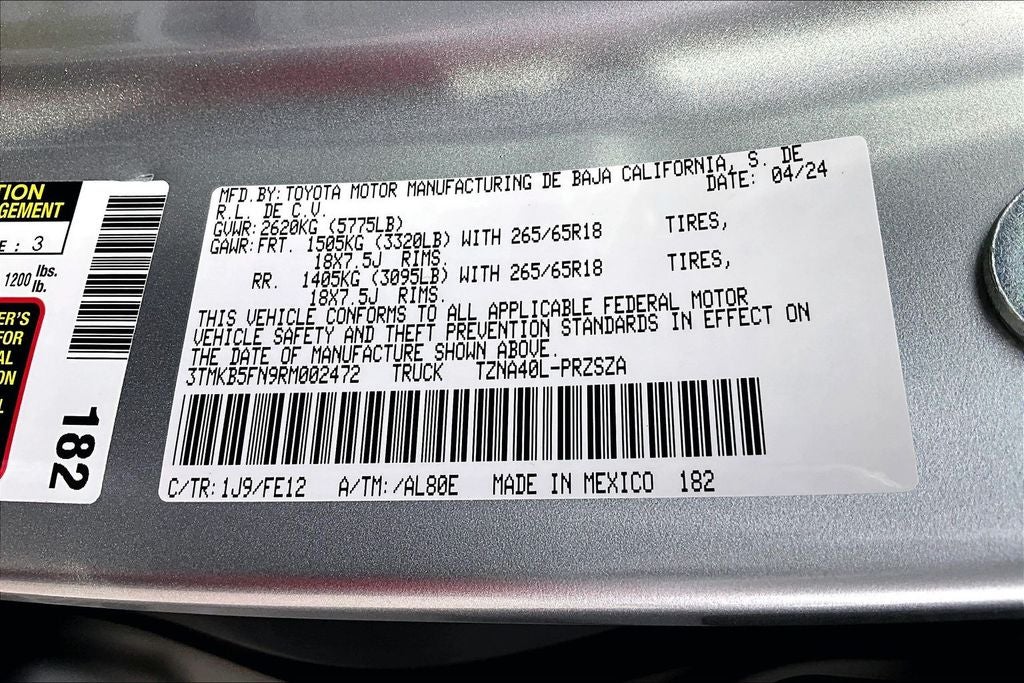 TION
GEMENT
E : 3
1200 lbs.
lb.
ER'S
FOR
AL
ON
182
MFD.BY:TOYOTA MOTOR MANUFACTURING DE BAJA CALIFORNIA, S. DE
R.L. DE C.V. DATE: 04/24
GVWR:2620KG (5775LB)
GAWR:FRT. 1505KG (3320LB) WITH 265/65R18 TIRES,
18X7.5J RIMS.
RR. 1405KG (3095LB) WITH 265/65R18 TIRES,
18X7.5J RIMS.
THIS VEHICLE CONFORMS TO ALL APPLICABLE FEDERAL MOTOR
VEHICLE SAFETY AND THEFT PREVENTION STANDARDS IN EFFECT ON
THE DATE OF MANUFACTURE SHOWN ABOVE.
3TMKB5FN9RM002472 TRUCK TZNA40L-PRZSZA
C/TR:1J9/FE12 A/TM:/AL80E MADE IN MEXICO 182